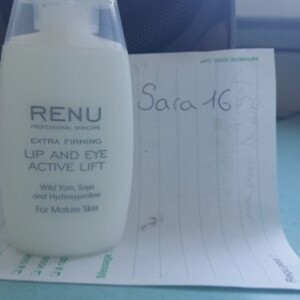 RENU
PROFESSIONAL SKINCARE
EXTRA FIRMING
LIP AND EYE
ACTIVE LIFT
Wild Yam, Soya
and Hydroxyproline
For Mature Skin
Sara 16
Message